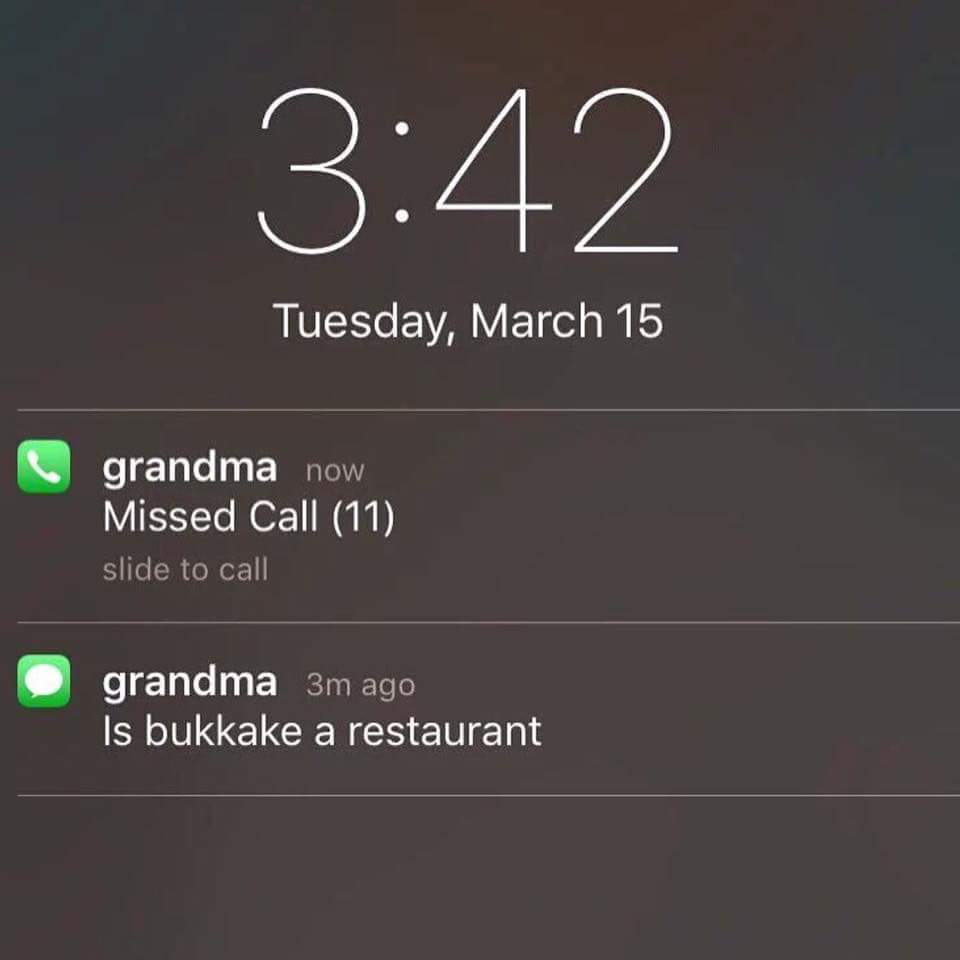 3:42
Tuesday, March 15
grandma now
Missed Call (11)
slide to call
grandma 3m ago
Is bukkake a restaurant